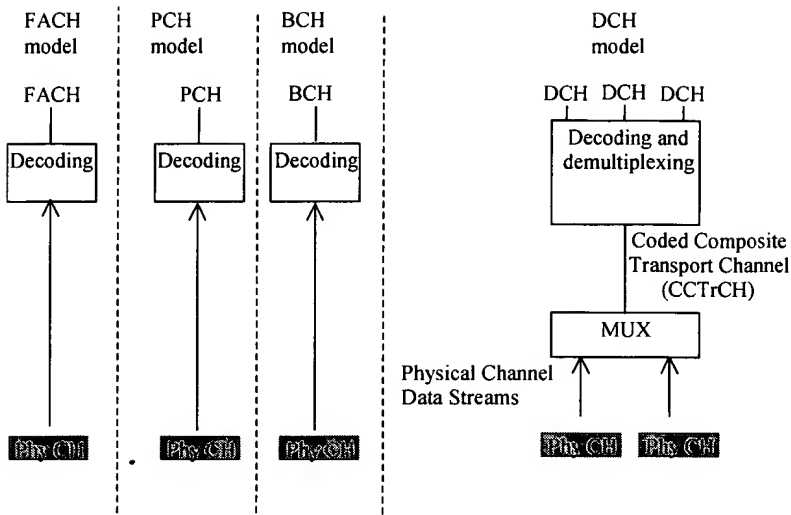 FACH
model
PCH
model
BCH
model
DCH
model
FACH
PCH
BCH
DCH DCH DCH
Decoding
Decoding
Decoding
Decoding and
demultiplexing
Coded Composite
Transport Channel
(CCTrCH)
MUX
Physical Channel
Data Streams
Phy CH
Phy CH
Phy CH
Phy CH
Phy CH